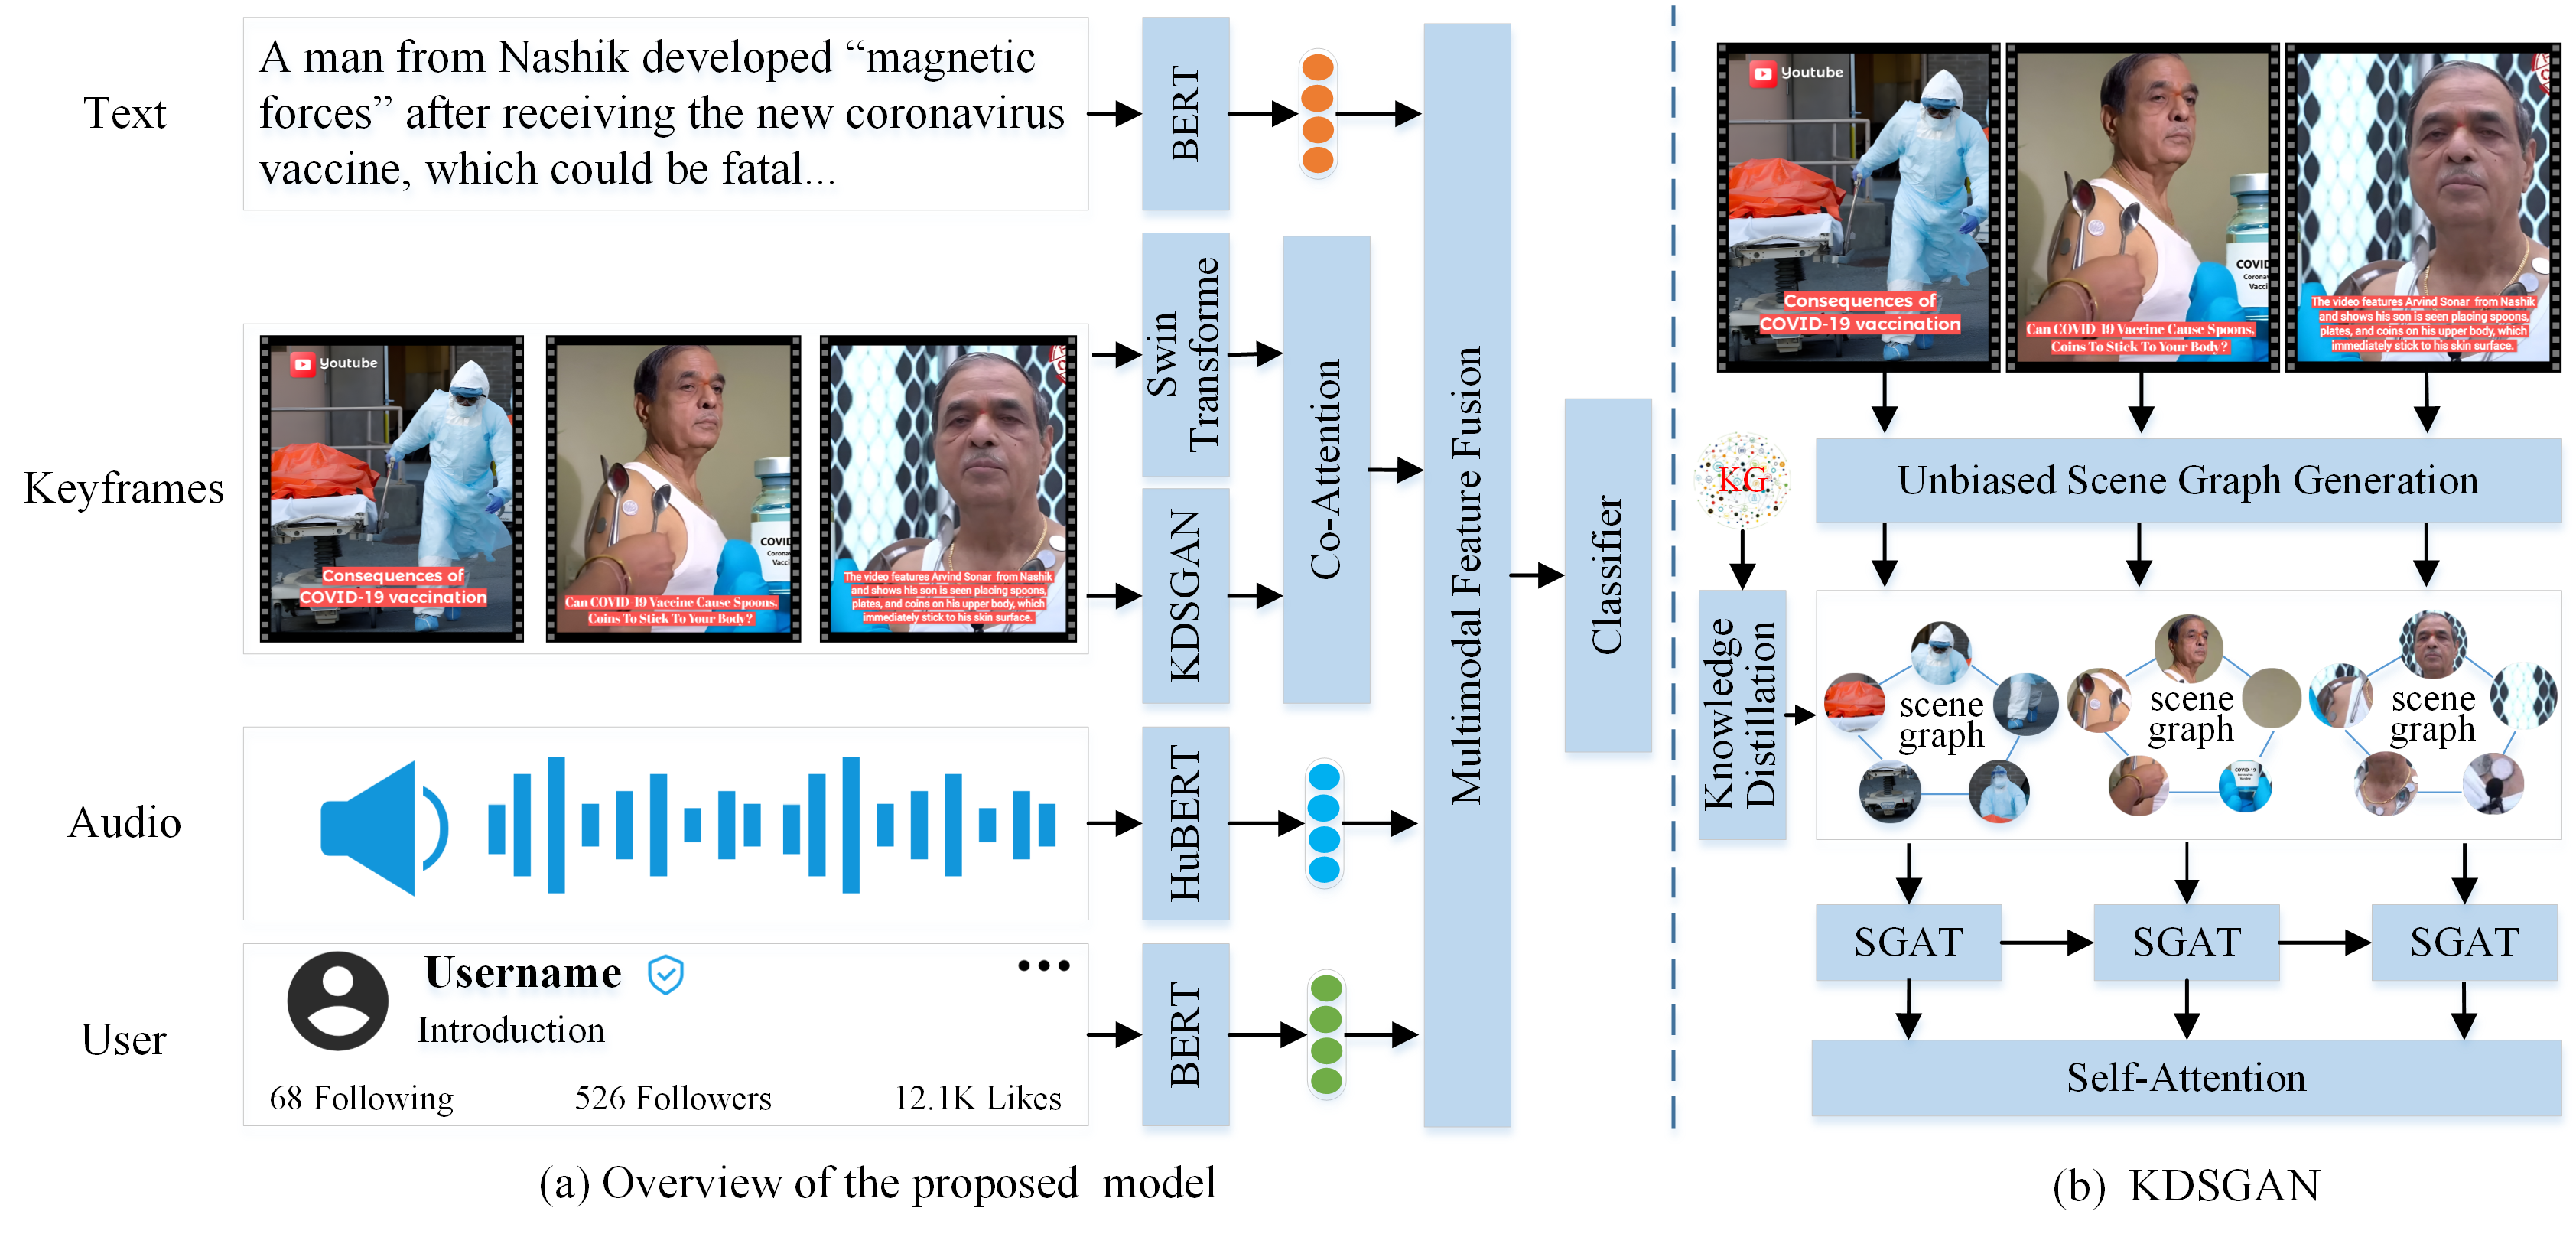 Text
A man from Nashik developed “magnetic
forces” after receiving the new coronavirus
vaccine, which could be fatal...
BERT
Keyframes
Youtube
Consequences of
COVID-19 vaccination
Can COVID-19 Vaccine Cause Spoons,
Coins To Stick To Your Body?
COVI
Corona
Vacci
The video features Arvind Sonar from Nashik
and shows his son is seen placing spoons,
plates, and coins on his upper body, which
immediately stick to his skin surface.
Swin
Transforme
KDSGAN
Co-Attention
Audio
HuBERT
User
Username
Introduction
68 Following
526 Followers
12.1K Likes
BERT
Multimodal Feature Fusion
Classifier
(a) Overview of the proposed model
Youtube
Consequences of
COVID-19 vaccination
Can COVID-19 Vaccine Cause Spoons,
Coins To Stick To Your Body?
COVI
Corona
Vacci
The video features Arvind Sonar from Nashik
and shows his son is seen placing spoons,
plates, and coins on his upper body, which
immediately stick to his skin surface.
KG
Unbiased Scene Graph Generation
Knowledge
Distillation
scene
graph
scene
graph
scene
graph
SGAT
SGAT
SGAT
Self-Attention
(b) KDSGAN